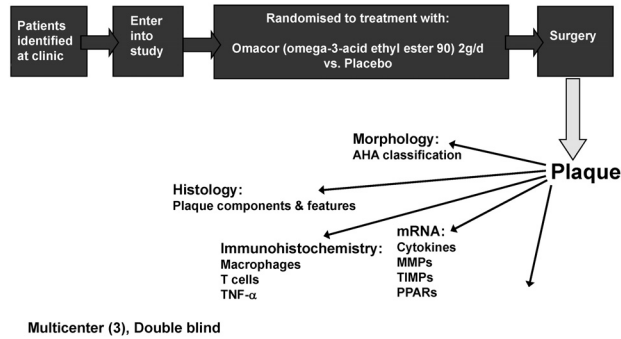 Patients
identified
at clinic
Enter
into
study
Randomised to treatment with:
Omacor (omega-3-acid ethyl ester 90) 2g/d
vs. Placebo
Surgery
Plaque
Morphology:
AHA classification
Histology:
Plaque components & features
Immunohistochemistry:
Macrophages
T cells
TNF-α
mRNA:
Cytokines
MMPs
TIMPs
PPARs
Multicenter (3), Double blind